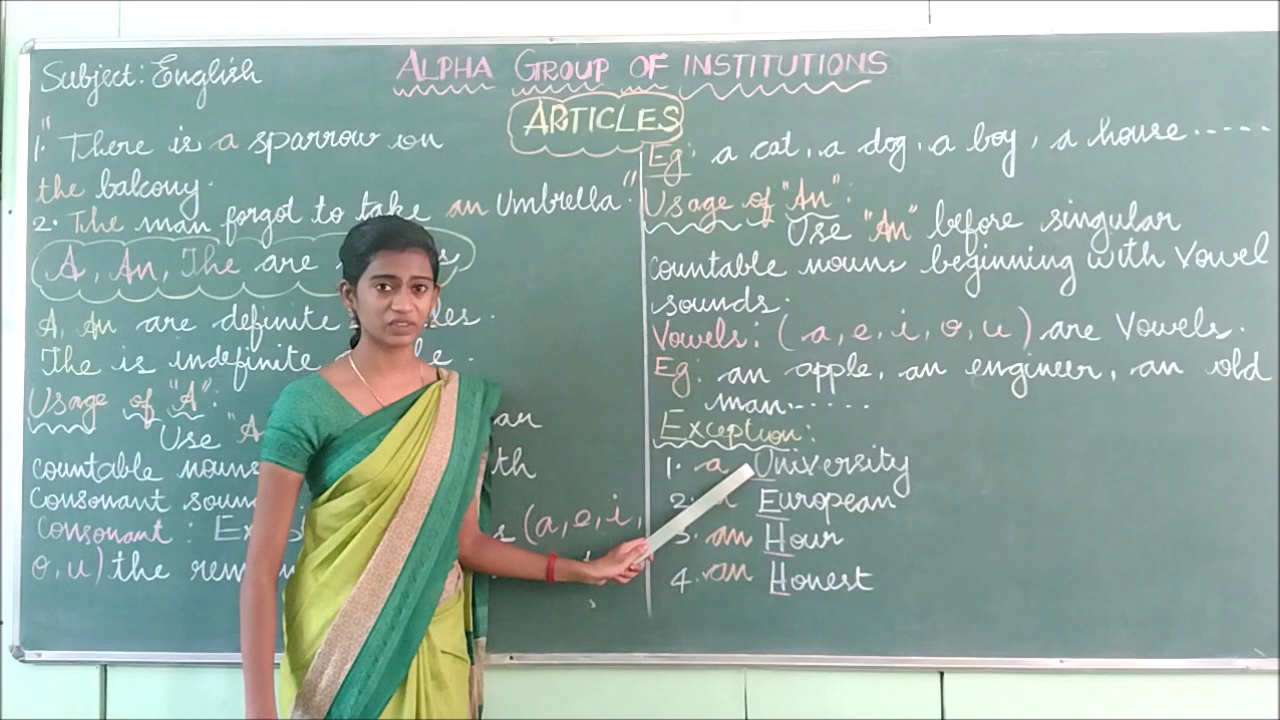 Subject: English
ALPHA GROUP OF INSTITUTIONS
ARTICLES
1. "There is a sparrow on
the balcony.
2. The man forgot to take an Umbrella"
A, An, The are
A, An are definite
The is indefinite
Usage of "A":
Use "A
countable nouns th
Consonant
Consonant : (a, e, i,
o, u) the
Eg: a cat, a dog, a boy, a house......
Usage of "An":
Use "An" before singular
countable nouns beginning with Vowel
sounds.
Vowels: (a, e, i, o, u) are Vowels.
Eg: an apple, an engineer, an old
man......
Exception:
1. a University
2. European
3. an Hour
4. an Honest